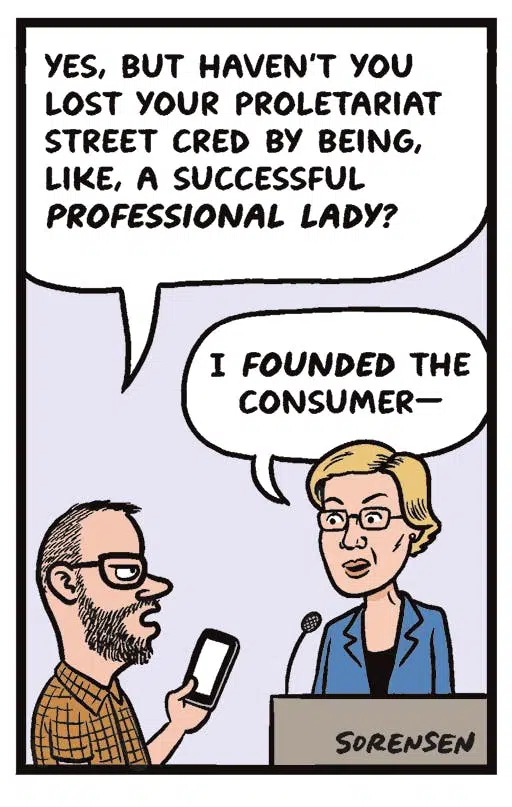 YES, BUT HAVEN'T YOU
LOST YOUR PROLETARIAT
STREET CRED BY BEING,
LIKE, A SUCCESSFUL
PROFESSIONAL LADY?
I FOUNDED THE
CONSUMER—
SORENSEN